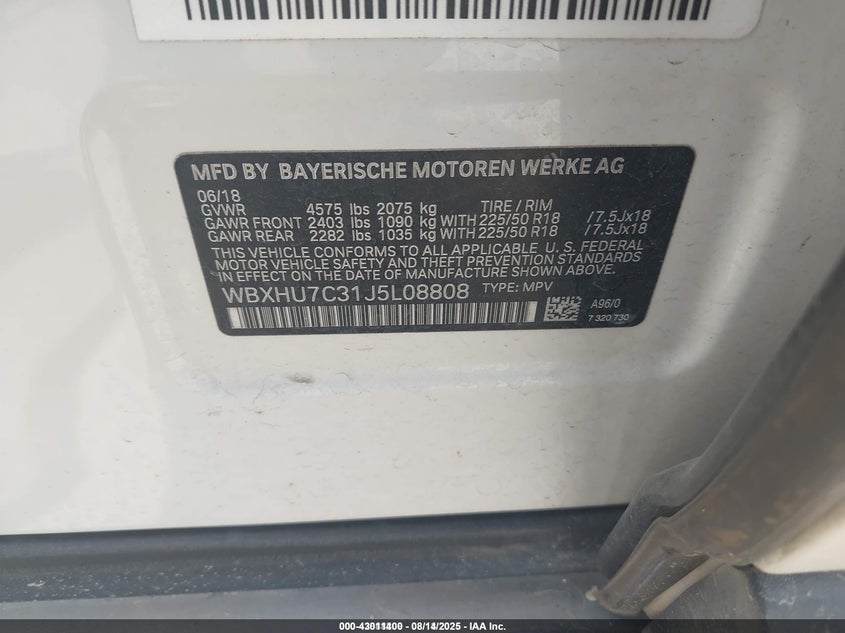 MFD BY BAYERISCHE MOTOREN WERKE AG
06/18 TIRE / RIM
GVWR 4575 lbs 2075 kg
GAWR FRONT 2403 lbs 1090 kg WITH 225/50 R18 /7.5Jx18
GAWR REAR 2282 lbs 1035 kg WITH 225/50 R18 /7.5Jx18
THIS VEHICLE CONFORMS TO ALL APPLICABLE U. S. FEDERAL
MOTOR VEHICLE SAFETY AND THEFT PREVENTION STANDARDS
IN EFFECT ON THE DATE OF MANUFACTURE SHOWN ABOVE.
WBXHU7C31J5L08808 TYPE: MPV
A96/0
7 320 730
08/14/2025 - IAA Inc.